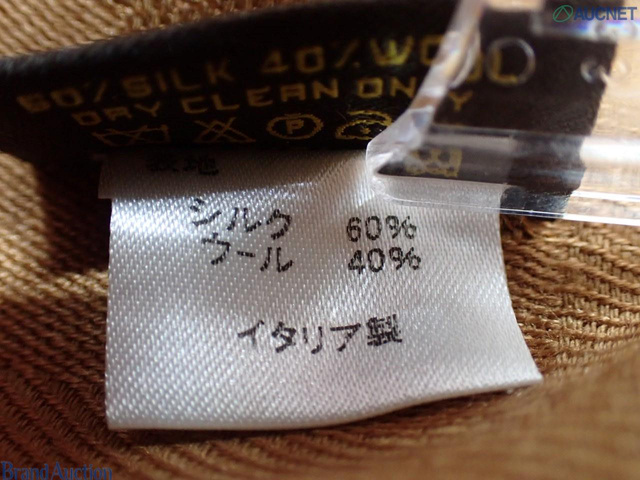 AUCNET
60% SILK 40% WOOL
DRY CLEAN ONLY
P
表地
シルク 60%
ウール 40%
イタリア製
Brand Auction